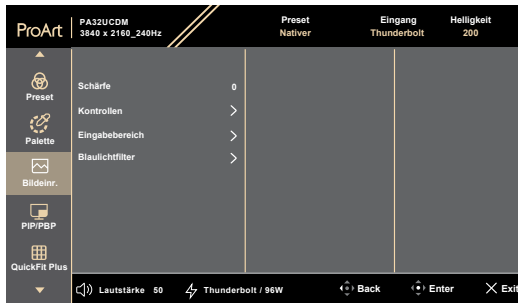 ProArt
PA32UCDM
3840 x 2160_240Hz
Preset
Nativer
Eingang
Thunderbolt
Helligkeit
200
Preset
Palette
Bildeinr.
PIP/PBP
QuickFit Plus
Schärfe 0
Kontrollen
Eingabebereich
Blaulichtfilter
Lautstärke 50
Thunderbolt / 96W
Back
Enter
Exit